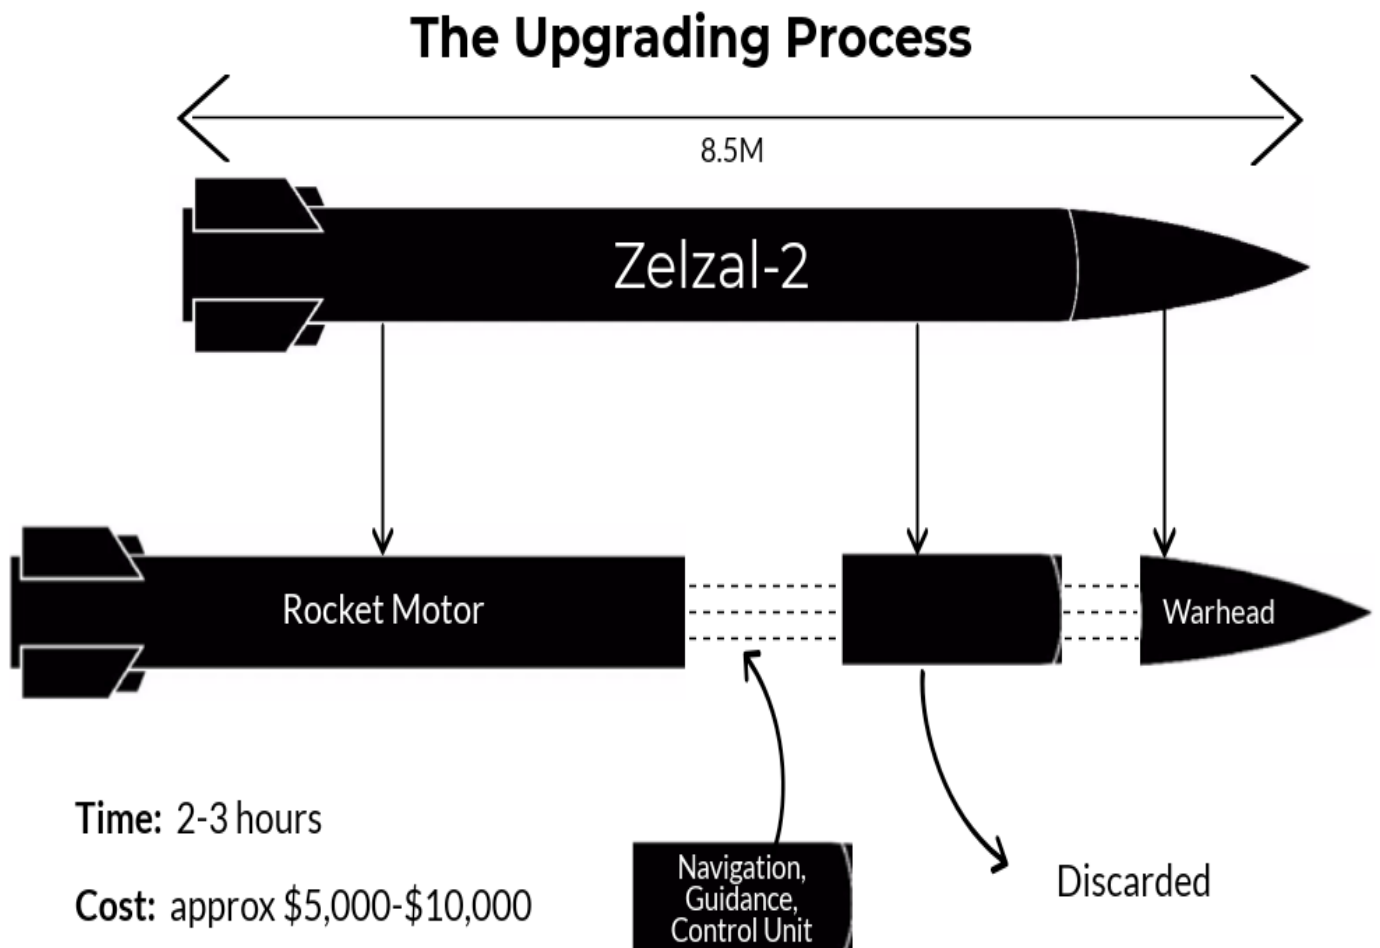 The Upgrading Process
8.5M
Zelzal-2
Rocket Motor
Warhead
Time: 2-3 hours
Cost: approx $5,000-$10,000
Navigation,
Guidance,
Control Unit
Discarded